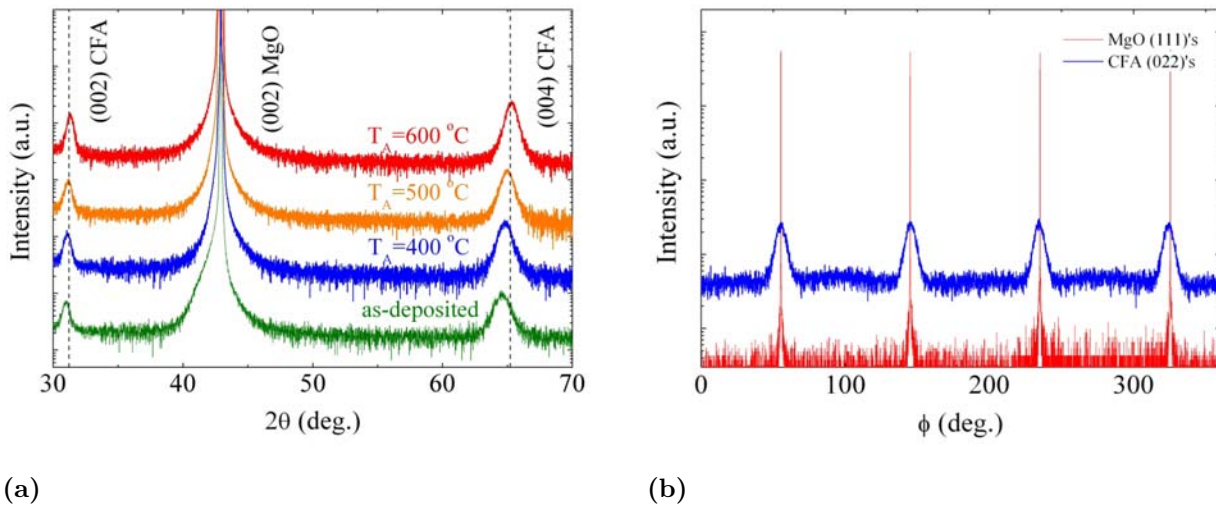 Intensity (a.u.)
(002) CFA
(002) MgO
(004) CFA
T_A=600 °C
T_A=500 °C
T_A=400 °C
as-deposited
30 40 50 60 70
2θ (deg.)
(a)
Intensity (a.u.)
MgO (111)'s
CFA (022)'s
0 100 200 300
ϕ (deg.)
(b)